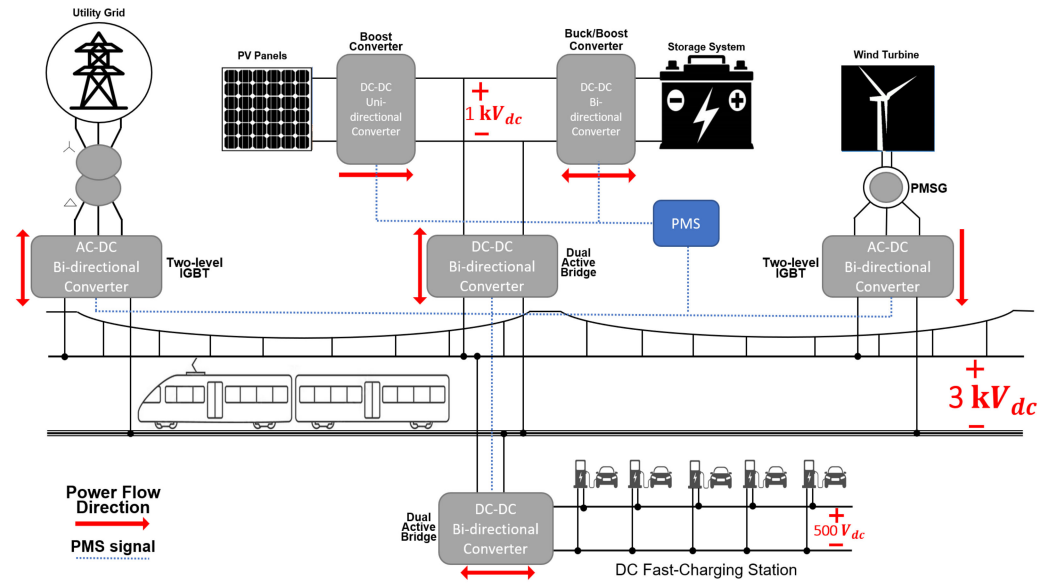 Utility Grid
PV Panels
Boost
Converter
DC-DC
Uni-
directional
Converter
+
1 kV dc
−
Buck/Boost
Converter
DC-DC
Bi-
directional
Converter
Storage System
Wind Turbine
PMSG
PMS
AC-DC
Bi-directional
Converter
Two-level
IGBT
DC-DC
Bi-directional
Converter
Dual
Active
Bridge
Two-level
IGBT
AC-DC
Bi-directional
Converter
+
3 kV dc
−
Power Flow
Direction
PMS signal
Dual
Active
Bridge
DC-DC
Bi-directional
Converter
+
500 V dc
−
DC Fast-Charging Station